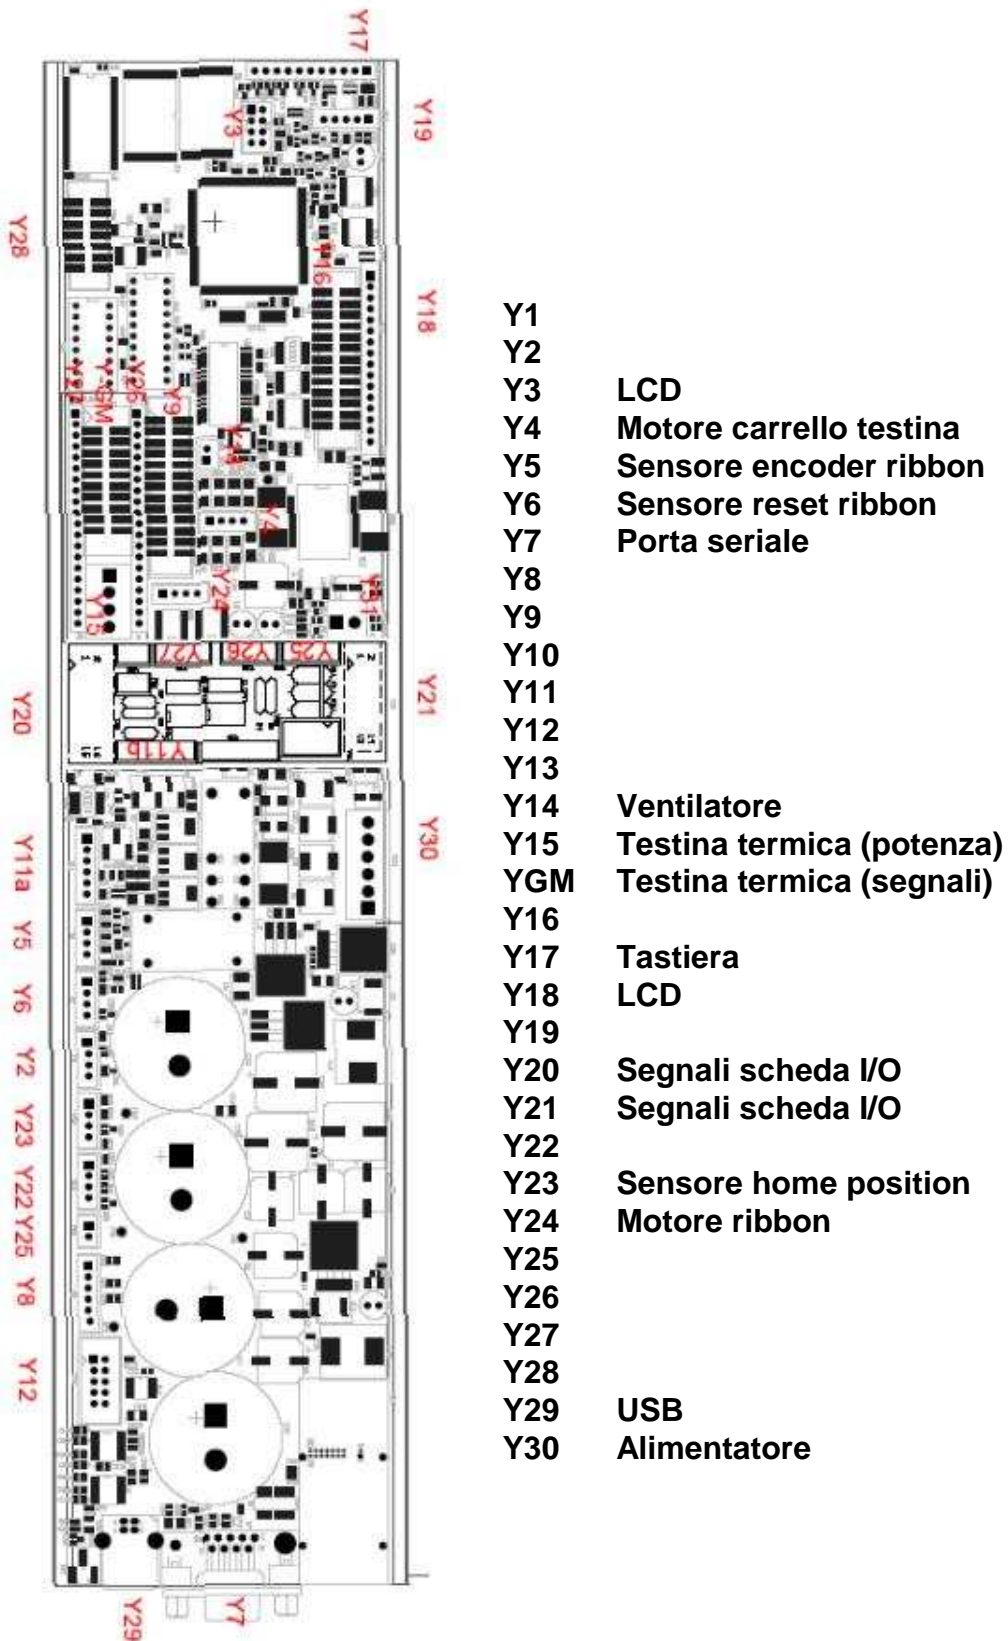 Y17
Y3
Y19
Y28
Y16
Y18
Y-GM
Y26
Y9
Y4
Y24
Y31
Y15
Y27
Y26
Y25
Y20
Y21
Y11b
Y30
Y11a
Y5
Y6
Y2
Y23
Y22
Y25
Y8
Y12
Y29
Y7
Y1
Y2
Y3 LCD
Y4 Motore carrello testina
Y5 Sensore encoder ribbon
Y6 Sensore reset ribbon
Y7 Porta seriale
Y8
Y9
Y10
Y11
Y12
Y13
Y14 Ventilatore
Y15 Testina termica (potenza)
YGM Testina termica (segnali)
Y16
Y17 Tastiera
Y18 LCD
Y19
Y20 Segnali scheda I/O
Y21 Segnali scheda I/O
Y22
Y23 Sensore home position
Y24 Motore ribbon
Y25
Y26
Y27
Y28
Y29 USB
Y30 Alimentatore